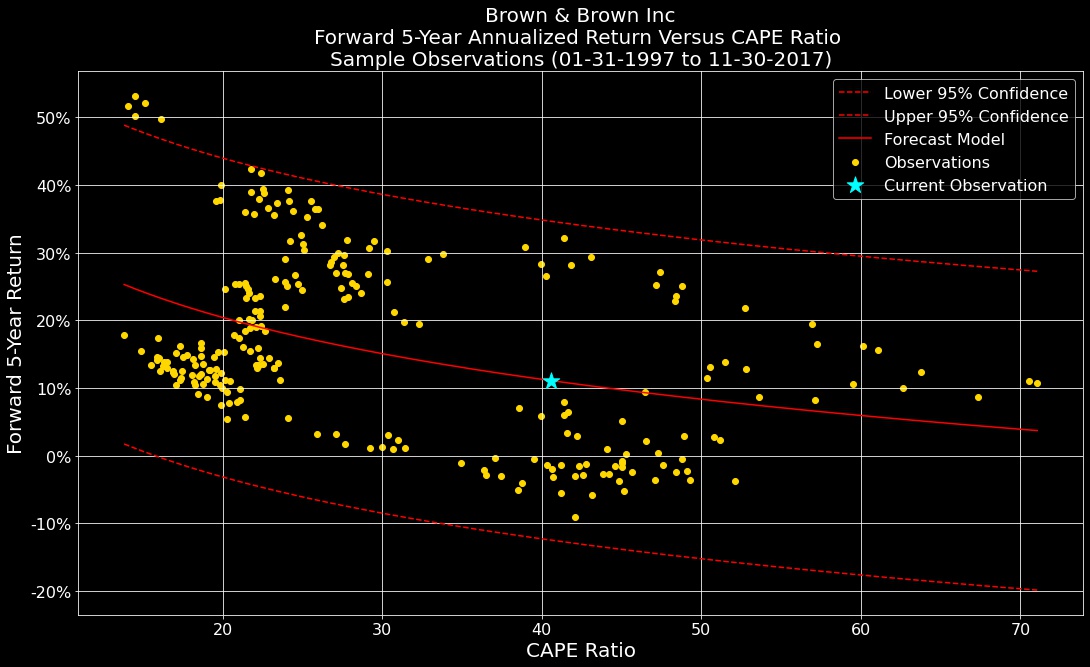 Brown & Brown Inc
Forward 5-Year Annualized Return Versus CAPE Ratio
Sample Observations (01-31-1997 to 11-30-2017)
Lower 95% Confidence
Upper 95% Confidence
Forecast Model
Observations
Current Observation
Forward 5-Year Return
50%
40%
30%
20%
10%
0%
-10%
-20%
20
30
40
50
60
70
CAPE Ratio